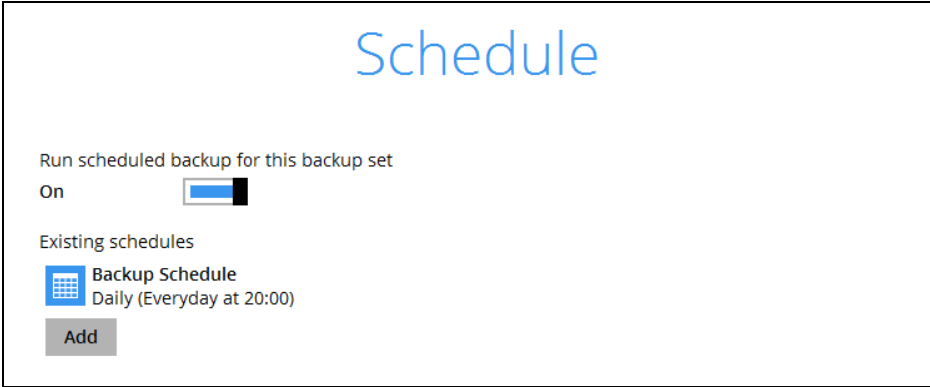 Schedule
Run scheduled backup for this backup set
On
Existing schedules
Backup Schedule
Daily (Everyday at 20:00)
Add